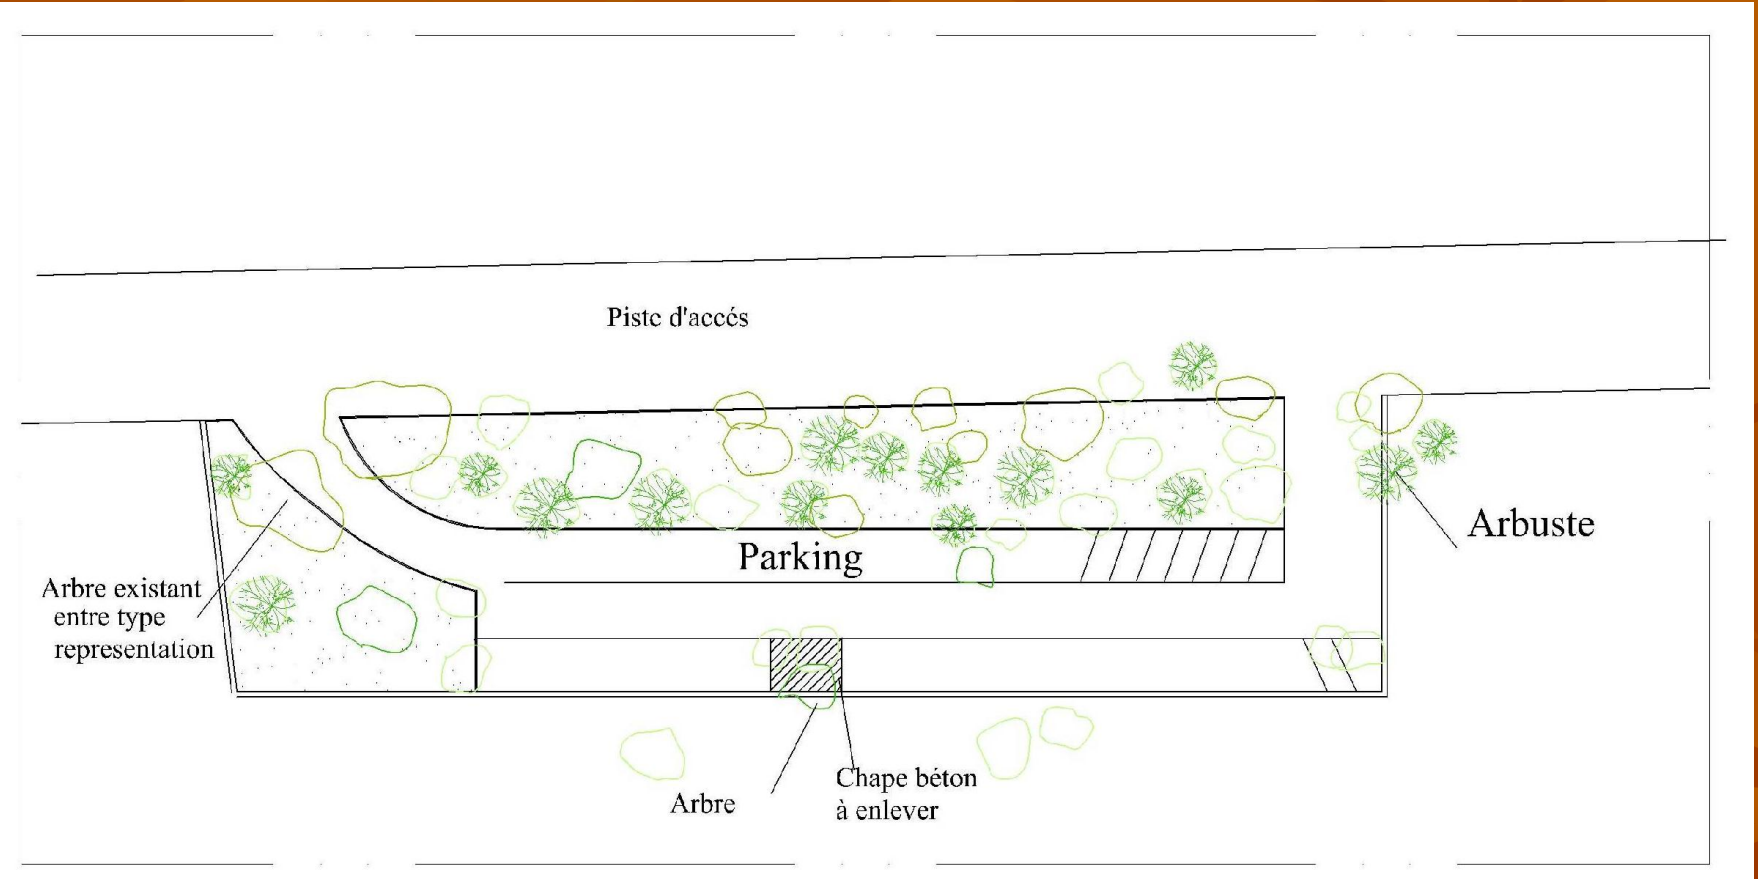 Piste d'accés
Parking
Arbuste
Arbre existant
entre type
representation
Arbre
Chape béton
à enlever